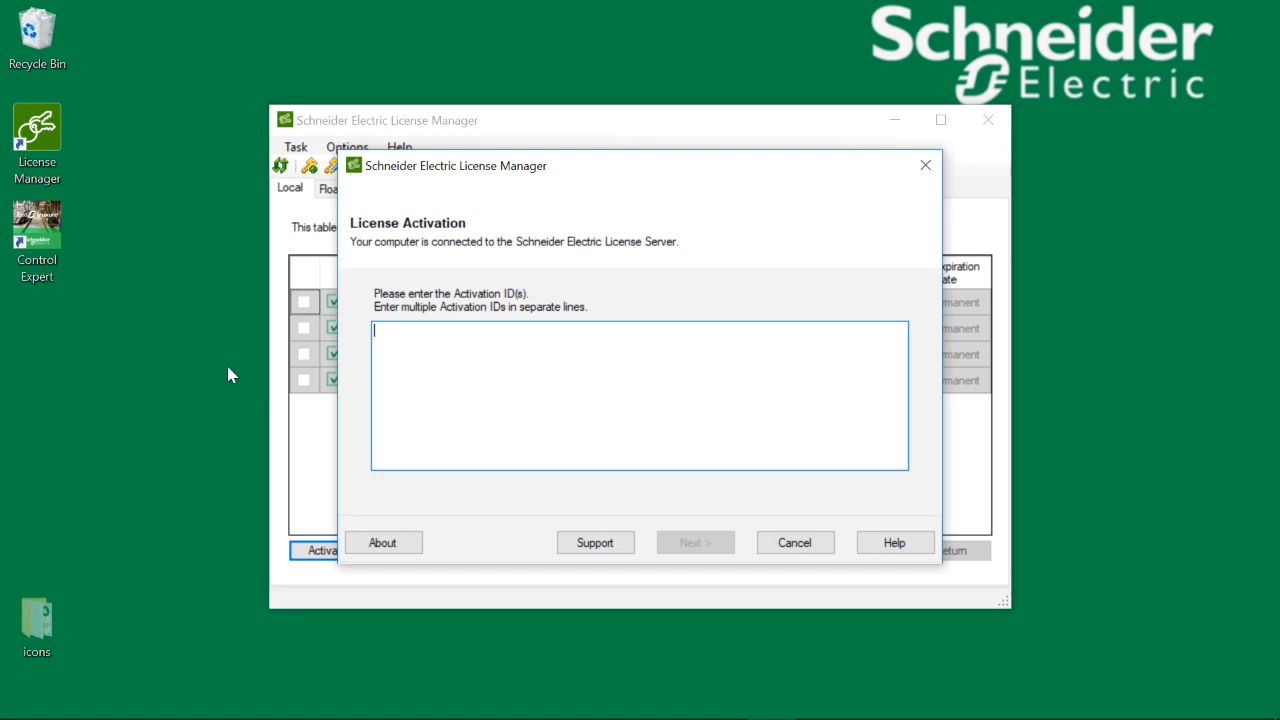 Schneider
Electric
Recycle Bin
License
Manager
Control
Expert
icons
Schneider Electric License Manager
Task Options Help
Local
This table
Schneider Electric License Manager
License Activation
Your computer is connected to the Schneider Electric License Server.
Please enter the Activation ID(s).
Enter multiple Activation IDs in separate lines.
About Support Next > Cancel Help